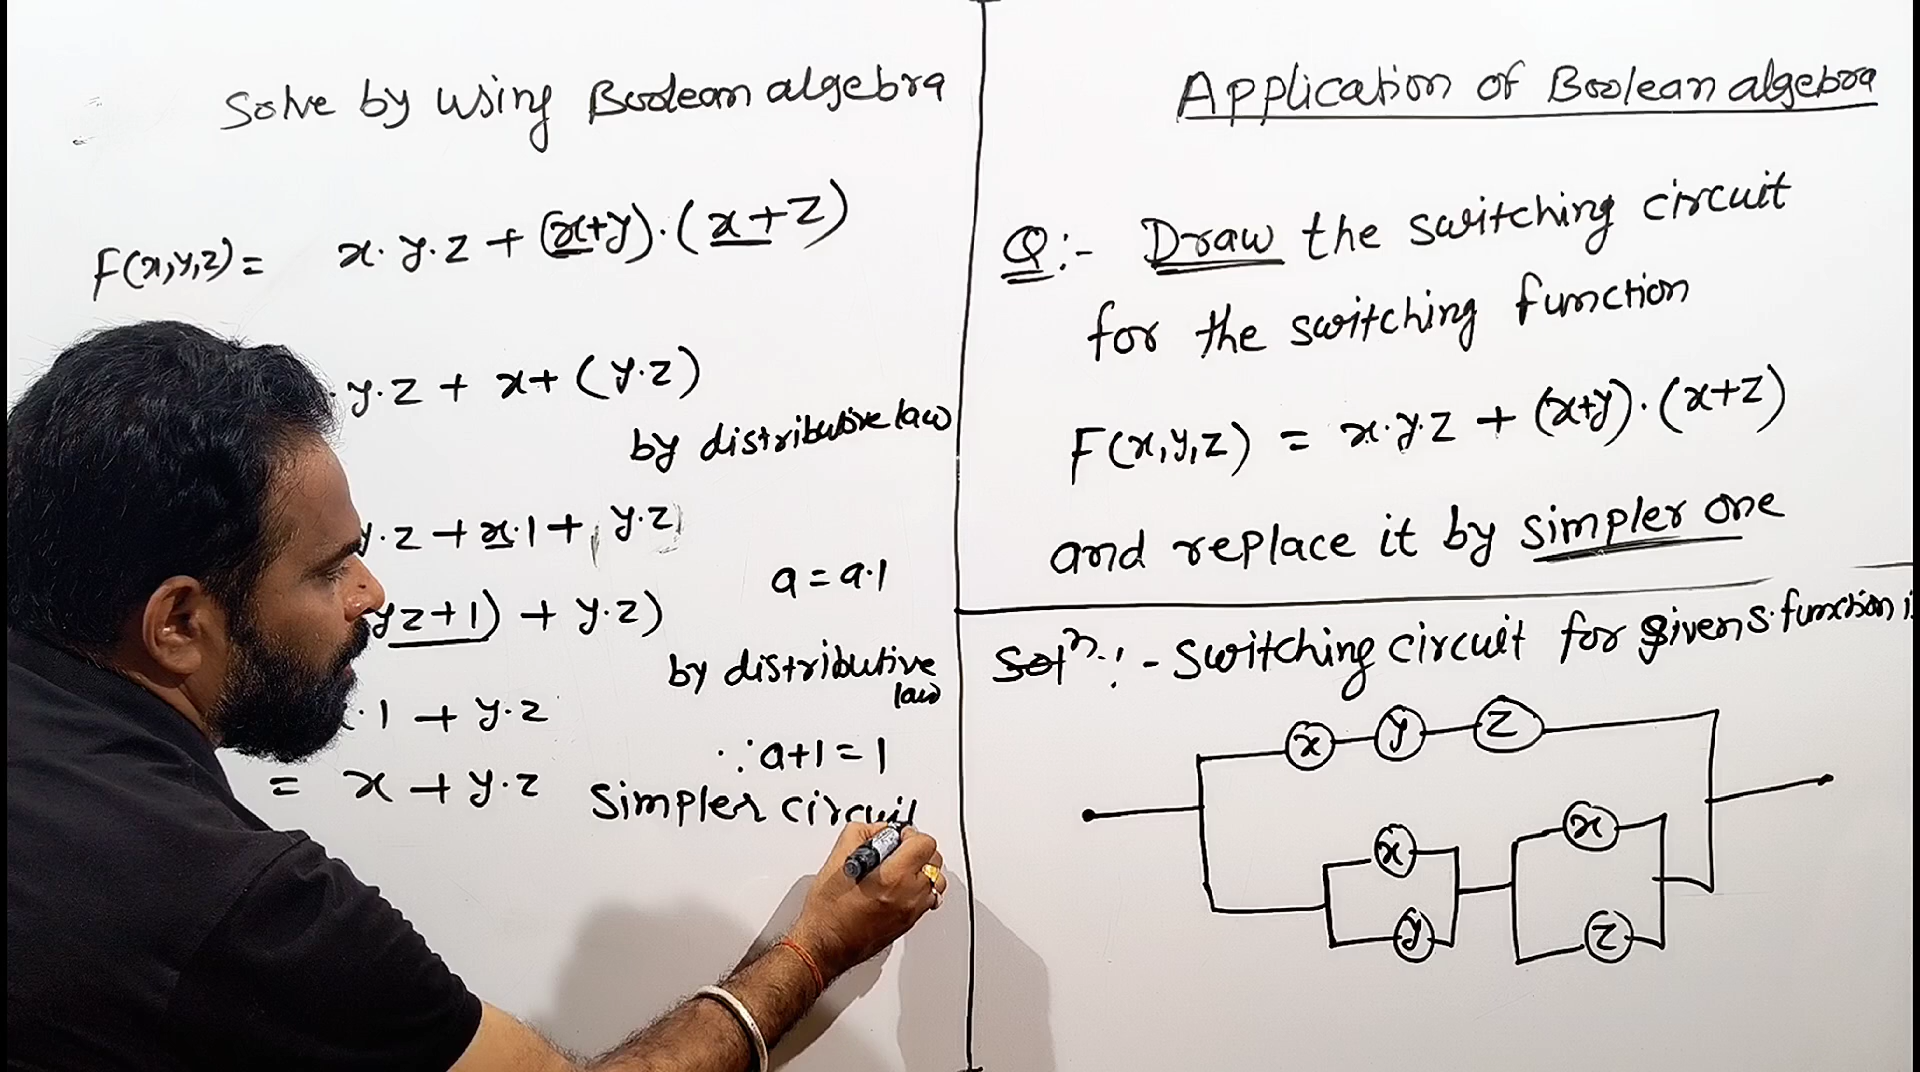 Solve by using Boolean algebra
F(x,y,z) = x·y·z + (x+y)·(x+z)
·y·z + x + (y·z)
by distributive law
y·z + x·1 + y·z
a = a·1
yz+1) + y·z)
by distributive
law
·1 + y·z
∵ a+1 = 1
= x + y·z
Simpler circuit
Application of Boolean algebra
Q:- Draw the switching circuit
for the switching function
F(x,y,z) = x·y·z + (x+y)·(x+z)
and replace it by simpler one
Solⁿ:- Switching circuit for given s. function i
x y z
x
y
x
z